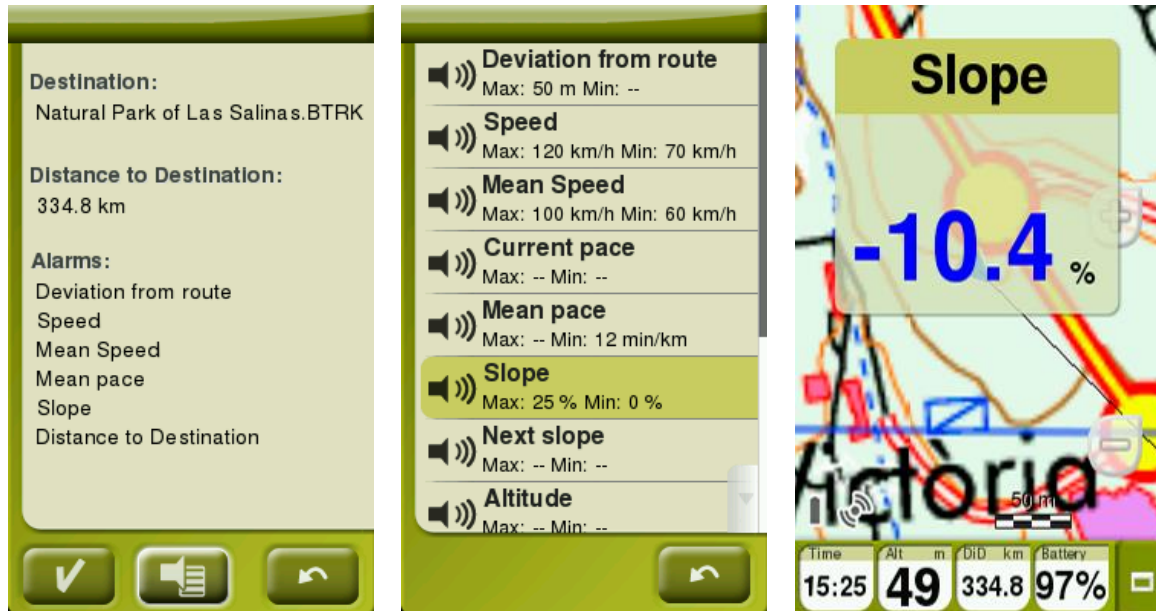 Destination:
Natural Park of Las Salinas.BTRK
Distance to Destination:
334.8 km
Alarms:
Deviation from route
Speed
Mean Speed
Mean pace
Slope
Distance to Destination
Deviation from route
Max: 50 m Min: --
Speed
Max: 120 km/h Min: 70 km/h
Mean Speed
Max: 100 km/h Min: 60 km/h
Current pace
Max: -- Min: --
Mean pace
Max: -- Min: 12 min/km
Slope
Max: 25 % Min: 0 %
Next slope
Max: -- Min: --
Altitude
Max: -- Min: --
Slope
-10.4 %
Victòria
50 m
Time Alt m DiD km Battery
15:25 49 334.8 97%